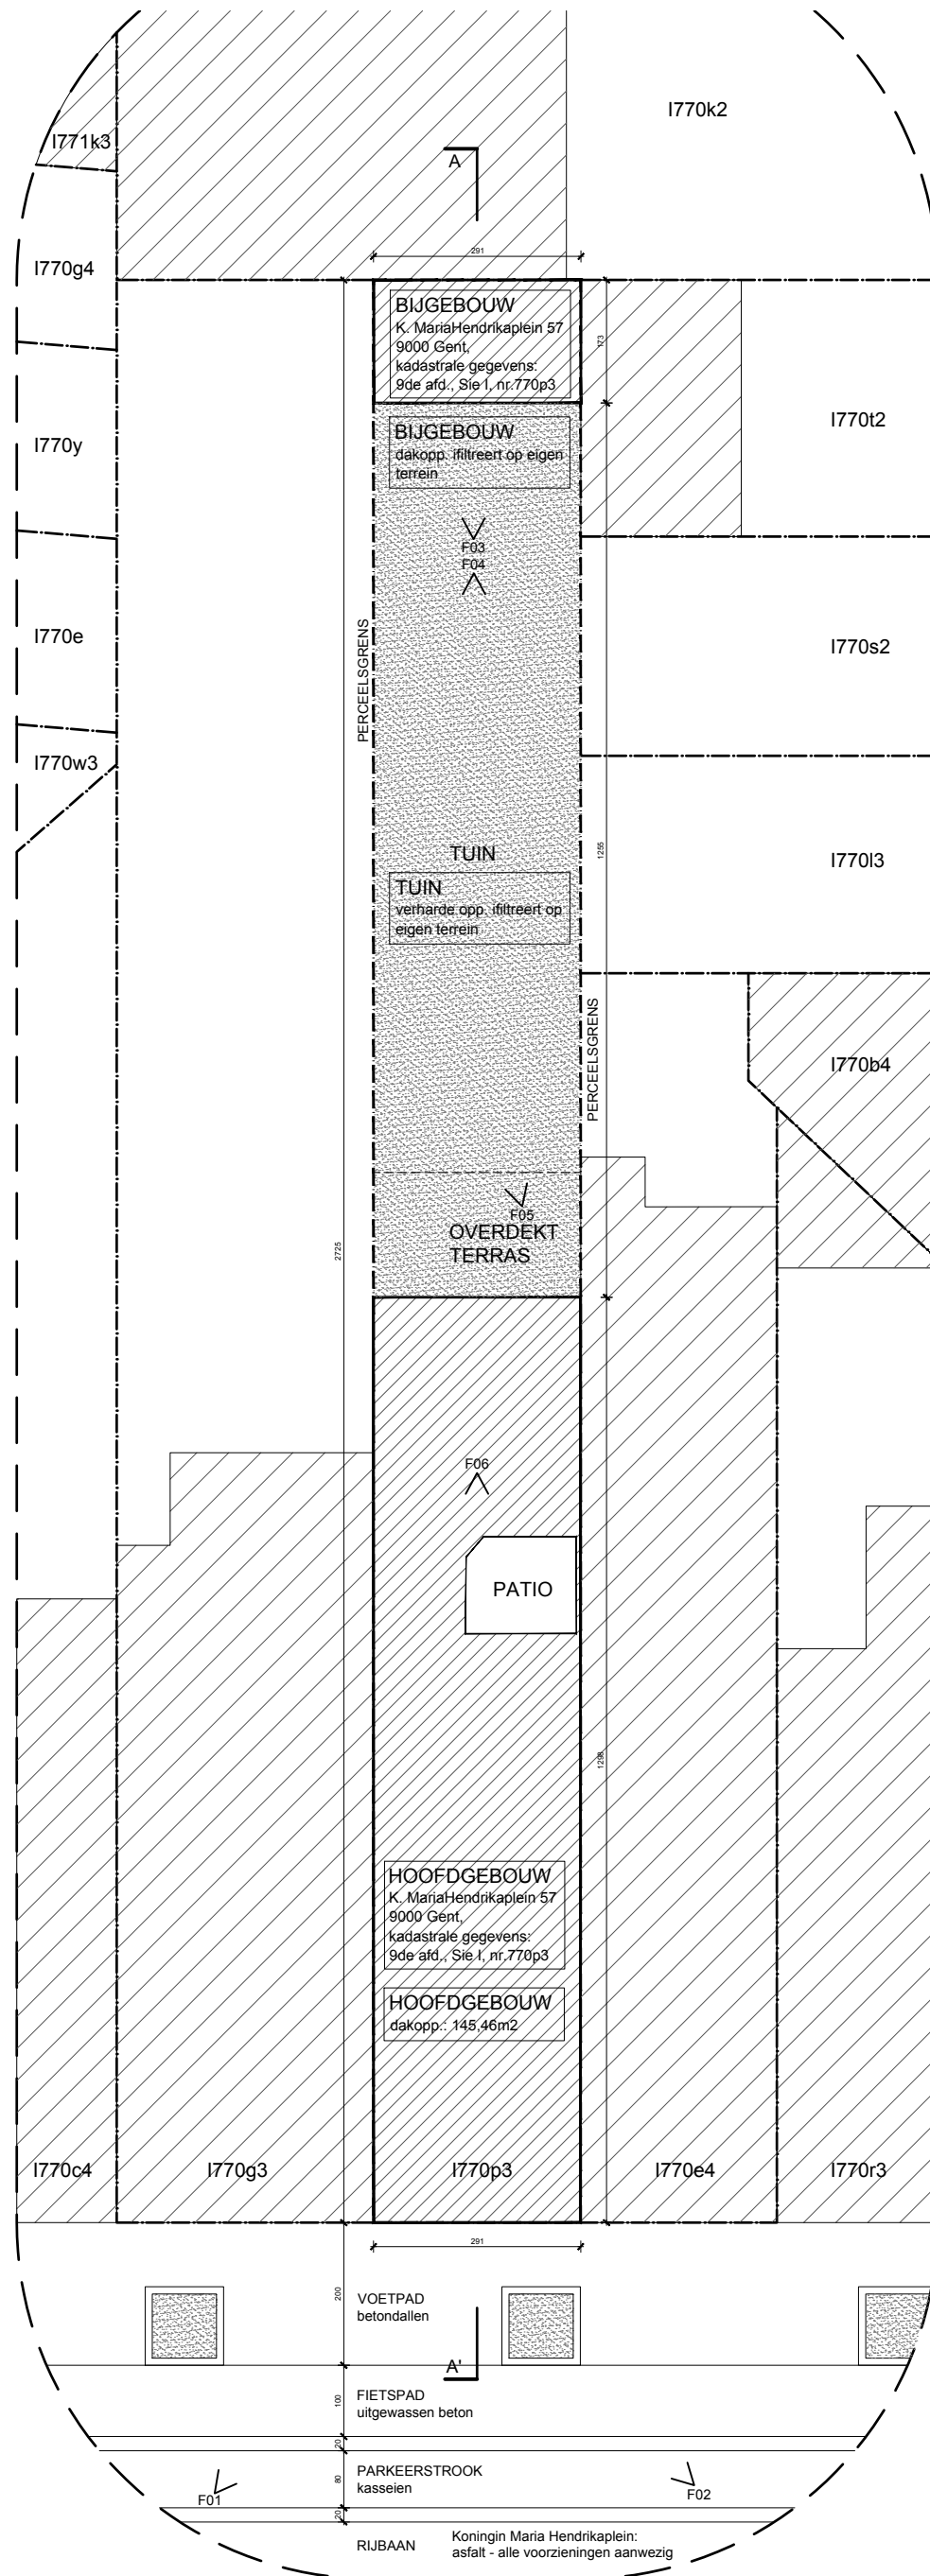 I770k2
I771k3
A
291
I770g4
BIJGEBOUW
K. MariaHendrikaplein 57
9000 Gent,
kadastrale gegevens:
9de afd., Sie I, nr.770p3
173
I770t2
BIJGEBOUW
dakopp. ifiltreert op eigen
terrein
I770y
F03
F04
I770e
PERCEELSGRENS
I770s2
I770w3
TUIN
1255
I770l3
TUIN
verharde opp. ifiltreert op
eigen terrein
PERCEELSGRENS
I770b4
F05
OVERDEKT
TERRAS
2725
F06
PATIO
1298
HOOFDGEBOUW
K. MariaHendrikaplein 57
9000 Gent,
kadastrale gegevens:
9de afd., Sie I, nr.770p3
HOOFDGEBOUW
dakopp.: 145,46m2
I770c4
I770g3
I770p3
I770e4
I770r3
291
200
VOETPAD
betondallen
A'
100
FIETSPAD
uitgewassen beton
20
80
PARKEERSTROOK
kasseien
F01
F02
20
RIJBAAN
Koningin Maria Hendrikaplein:
asfalt - alle voorzieningen aanwezig